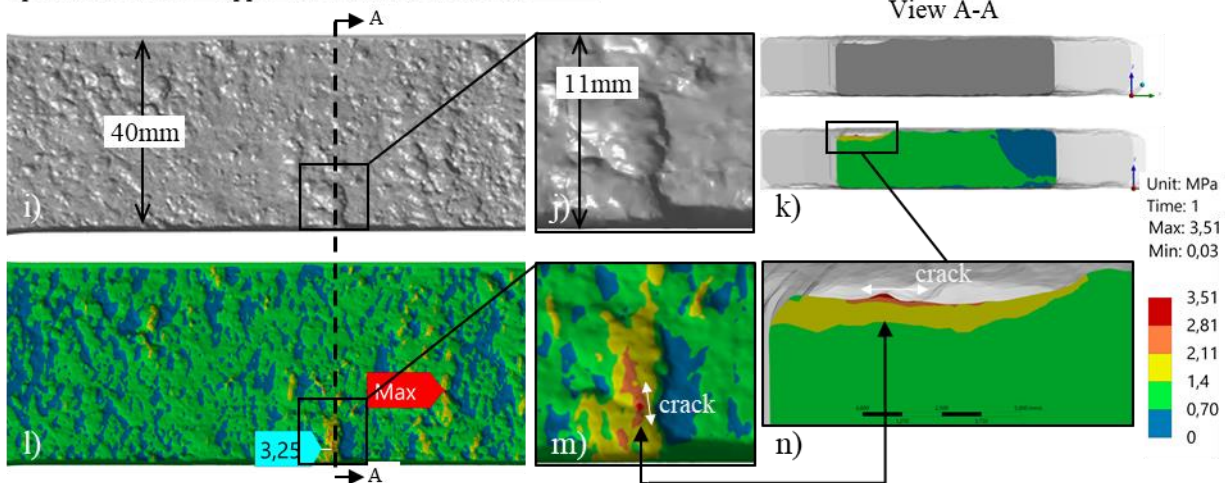 View A-A
A
40mm
i)
11mm
j)
k)
Unit: MPa
Time: 1
Max: 3,51
Min: 0,03
3,51
2,81
2,11
1,4
0,70
0
Max
3,25
l)
A
crack
m)
crack
n)